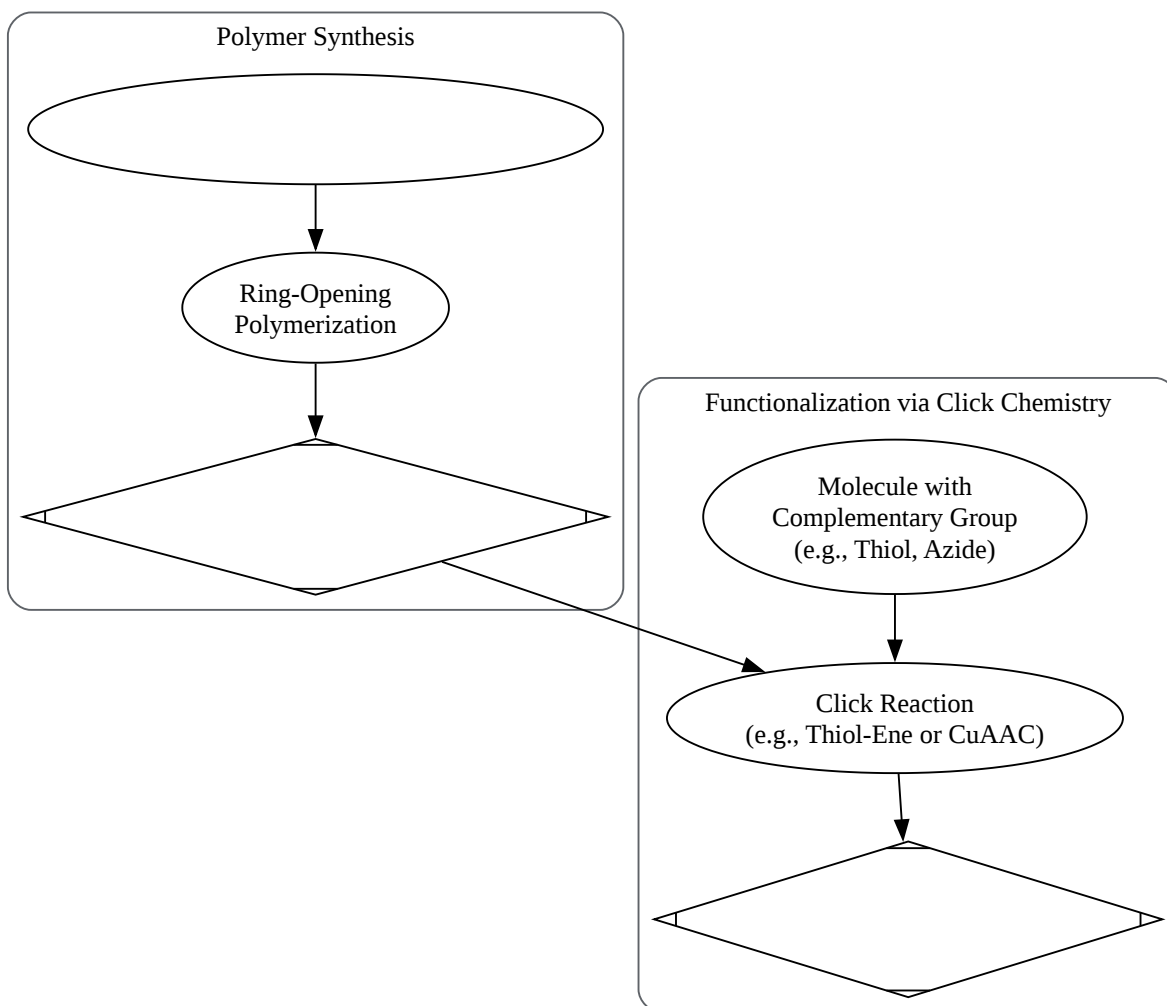 Polymer Synthesis
Ring-Opening
Polymerization
Functionalization via Click Chemistry
Molecule with
Complementary Group
(e.g., Thiol, Azide)
Click Reaction
(e.g., Thiol-Ene or CuAAC)